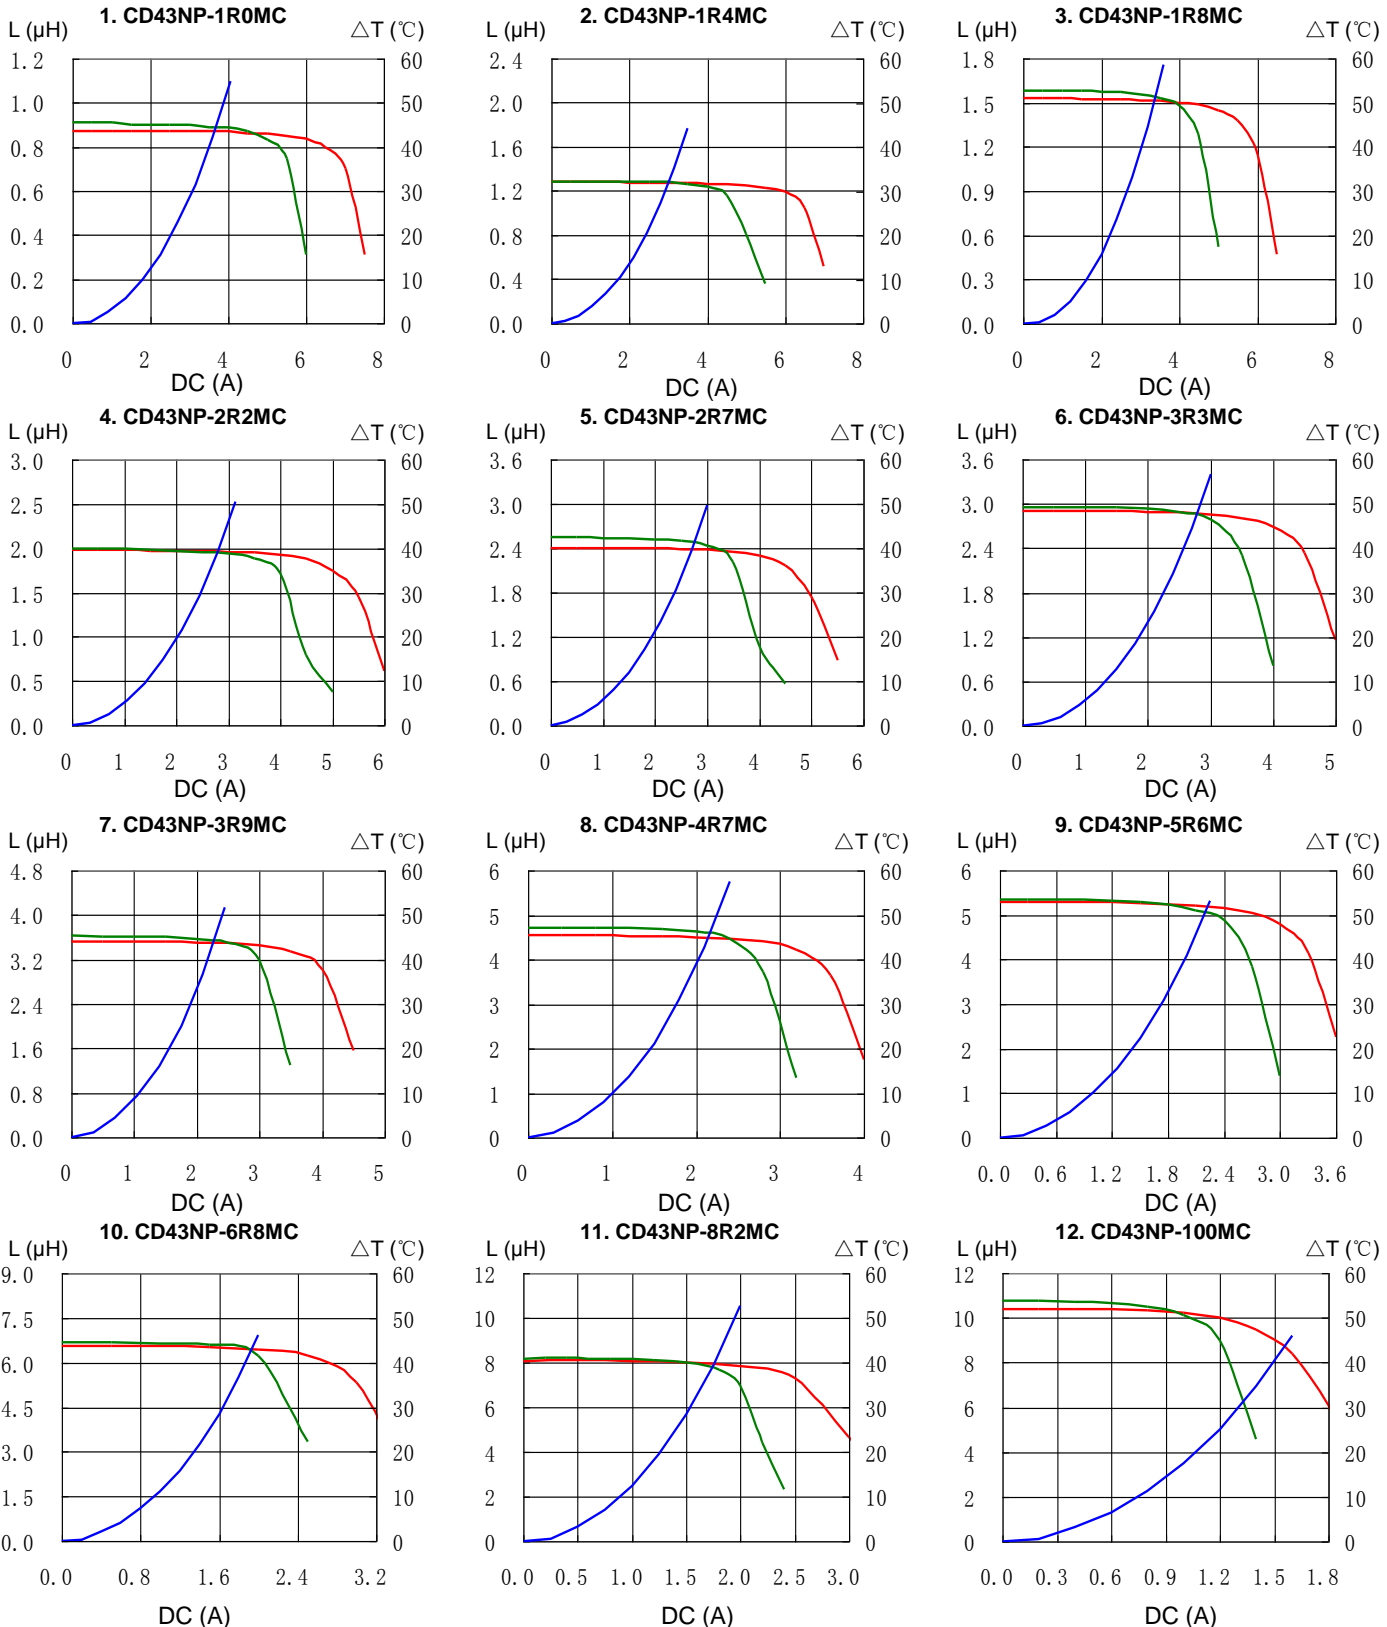 1. CD43NP-1R0MC
L (μH) △T (℃)
1.2 60
1.0 50
0.8 40
0.6 30
0.4 20
0.2 10
0.0 0
0 2 4 6 8
DC (A)
2. CD43NP-1R4MC
L (μH) △T (℃)
2.4 60
2.0 50
1.6 40
1.2 30
0.8 20
0.4 10
0.0 0
0 2 4 6 8
DC (A)
3. CD43NP-1R8MC
L (μH) △T (℃)
1.8 60
1.5 50
1.2 40
0.9 30
0.6 20
0.3 10
0.0 0
0 2 4 6 8
DC (A)
4. CD43NP-2R2MC
L (μH) △T (℃)
3.0 60
2.5 50
2.0 40
1.5 30
1.0 20
0.5 10
0.0 0
0 1 2 3 4 5 6
DC (A)
5. CD43NP-2R7MC
L (μH) △T (℃)
3.6 60
3.0 50
2.4 40
1.8 30
1.2 20
0.6 10
0.0 0
0 1 2 3 4 5 6
DC (A)
6. CD43NP-3R3MC
L (μH) △T (℃)
3.6 60
3.0 50
2.4 40
1.8 30
1.2 20
0.6 10
0.0 0
0 1 2 3 4 5
DC (A)
7. CD43NP-3R9MC
L (μH) △T (℃)
4.8 60
4.0 50
3.2 40
2.4 30
1.6 20
0.8 10
0.0 0
0 1 2 3 4 5
DC (A)
8. CD43NP-4R7MC
L (μH) △T (℃)
6 60
5 50
4 40
3 30
2 20
1 10
0 0
0 1 2 3 4
DC (A)
9. CD43NP-5R6MC
L (μH) △T (℃)
6 60
5 50
4 40
3 30
2 20
1 10
0 0
0.0 0.6 1.2 1.8 2.4 3.0 3.6
DC (A)
10. CD43NP-6R8MC
L (μH) △T (℃)
9.0 60
7.5 50
6.0 40
4.5 30
3.0 20
1.5 10
0.0 0
0.0 0.8 1.6 2.4 3.2
DC (A)
11. CD43NP-8R2MC
L (μH) △T (℃)
12 60
10 50
8 40
6 30
4 20
2 10
0 0
0.0 0.5 1.0 1.5 2.0 2.5 3.0
DC (A)
12. CD43NP-100MC
L (μH) △T (℃)
12 60
10 50
8 40
6 30
4 20
2 10
0 0
0.0 0.3 0.6 0.9 1.2 1.5 1.8
DC (A)